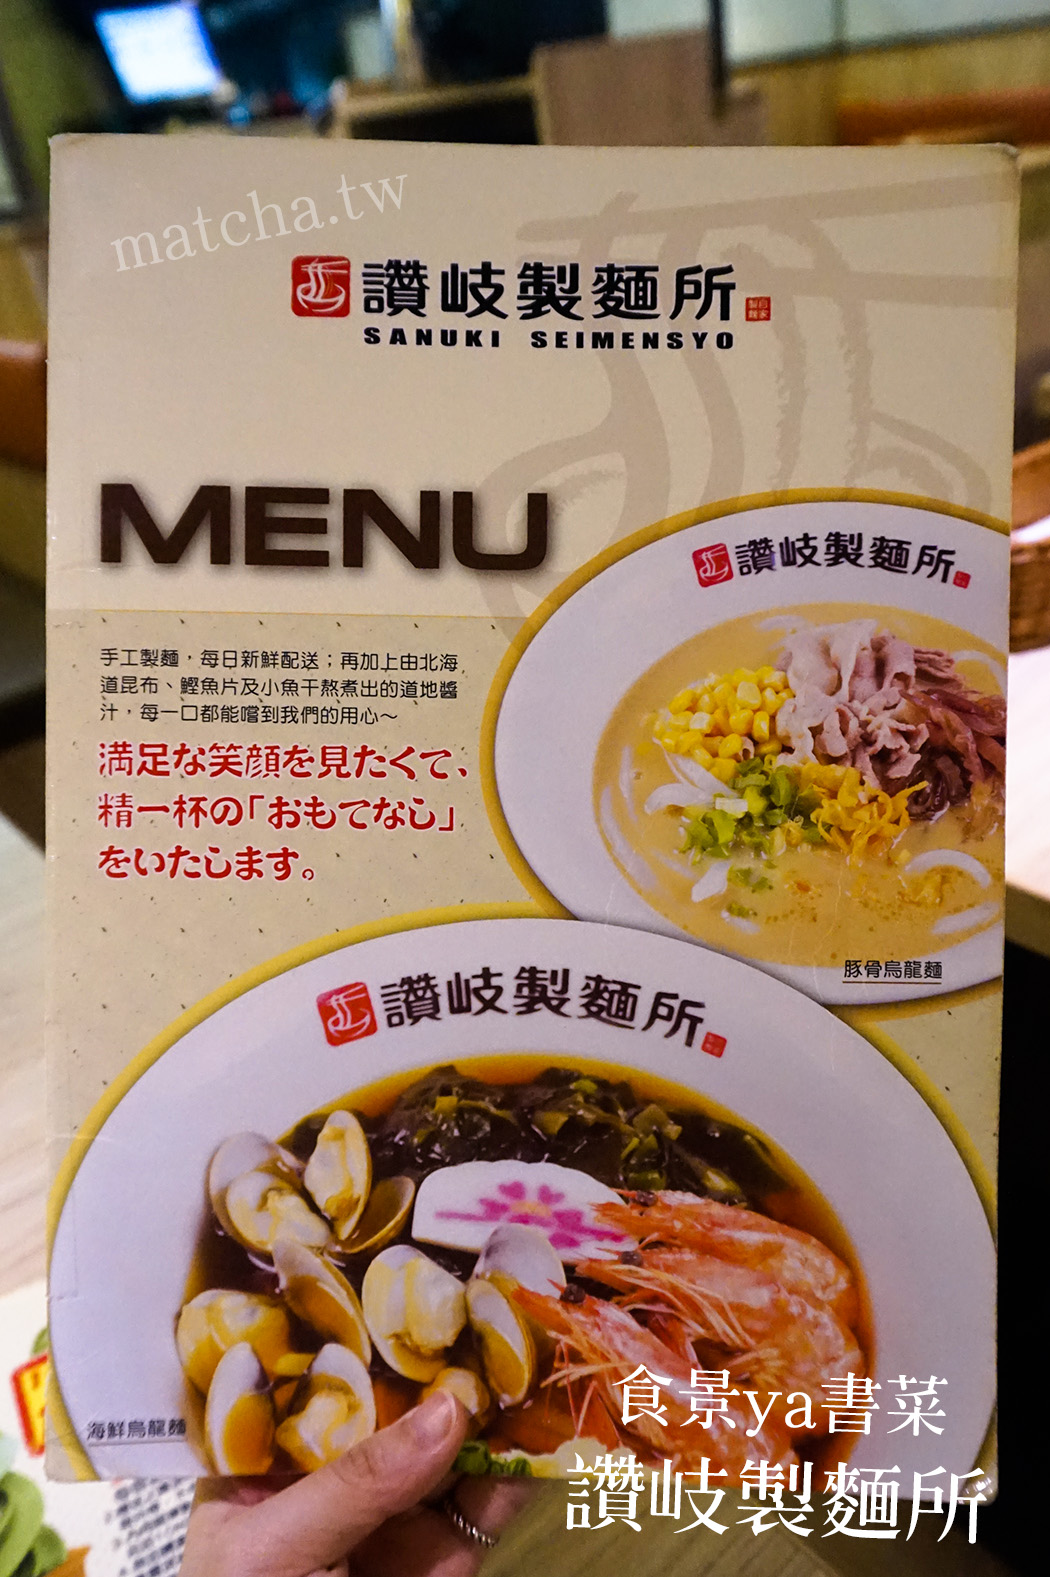 matcha.tw
讚岐製麵所
自家
製麵
SANUKI SEIMENSYO
MENU
讚岐製麵所
手工製麵，每日新鮮配送；再加上由北海
道昆布、鰹魚片及小魚干熬煮出的道地醬
汁，每一口都能嚐到我們的用心～
満足な笑顔を見たくて、
精一杯の「おもてなし」
をいたします。
豚骨烏龍麵
讚岐製麵所
海鮮烏龍麵
食景ya書菜
讚岐製麵所